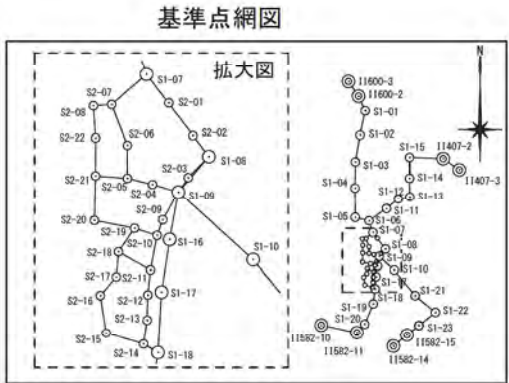 基準点網図
拡大図
S1-07
S2-07
S2-08
S2-01
S2-22
S2-06
S2-02
S1-08
S2-21
S2-05
S2-04
S2-03
S1-09
S2-20
S2-19
S2-09
S2-18
S2-10
S1-16
S1-10
S2-17
S2-11
S2-16
S2-12
S1-17
S2-13
S2-15
S2-14
S1-18
N
II600-3
II600-2
S1-01
S1-02
S1-15
II407-2
S1-03
S1-14
II407-3
S1-04
S1-12
S1-13
S1-11
S1-05
S1-06
S1-07
S1-08
S1-09
S1-10
S1-18
S1-19
S1-21
S1-20
S1-22
S1-23
II582-10
II582-11
II582-15
II582-14